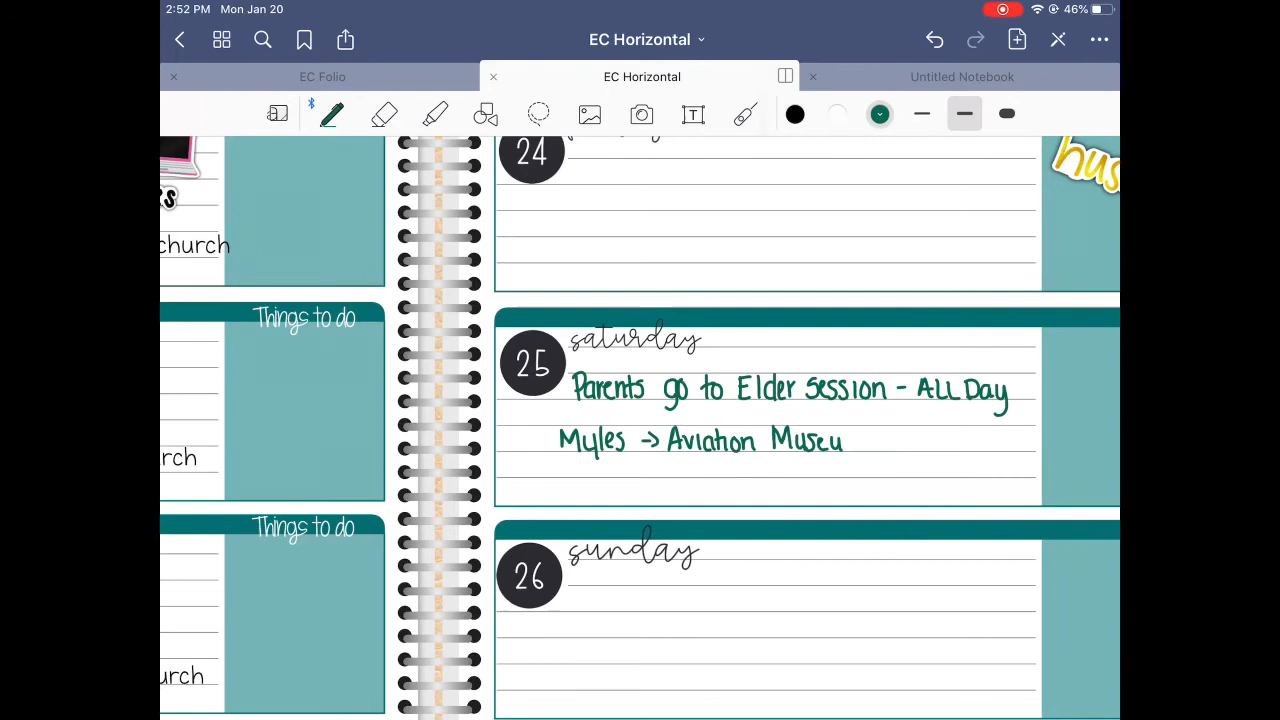 2:52 PM Mon Jan 20
46%
EC Horizontal
EC Folio
EC Horizontal
Untitled Notebook
24
church
Things to do
rch
Things to do
urch
25
saturday
Parents go to Elder Session - ALL Day
Myles → Aviation Museu
26
sunday
hus